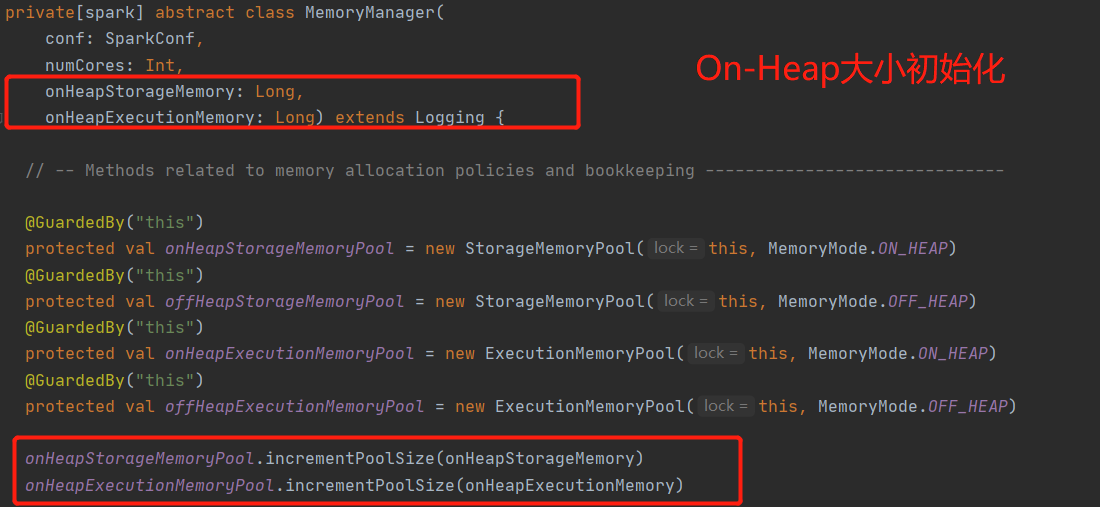 private[spark] abstract class MemoryManager(
conf: SparkConf,
numCores: Int,
On-Heap大小初始化
onHeapStorageMemory: Long,
onHeapExecutionMemory: Long) extends Logging {
// -- Methods related to memory allocation policies and bookkeeping ------------------------------
@GuardedBy("this")
protected val onHeapStorageMemoryPool = new StorageMemoryPool( lock = this, MemoryMode.ON_HEAP)
@GuardedBy("this")
protected val offHeapStorageMemoryPool = new StorageMemoryPool( lock = this, MemoryMode.OFF_HEAP)
@GuardedBy("this")
protected val onHeapExecutionMemoryPool = new ExecutionMemoryPool( lock = this, MemoryMode.ON_HEAP)
@GuardedBy("this")
protected val offHeapExecutionMemoryPool = new ExecutionMemoryPool( lock = this, MemoryMode.OFF_HEAP)
onHeapStorageMemoryPool.incrementPoolSize(onHeapStorageMemory)
onHeapExecutionMemoryPool.incrementPoolSize(onHeapExecutionMemory)